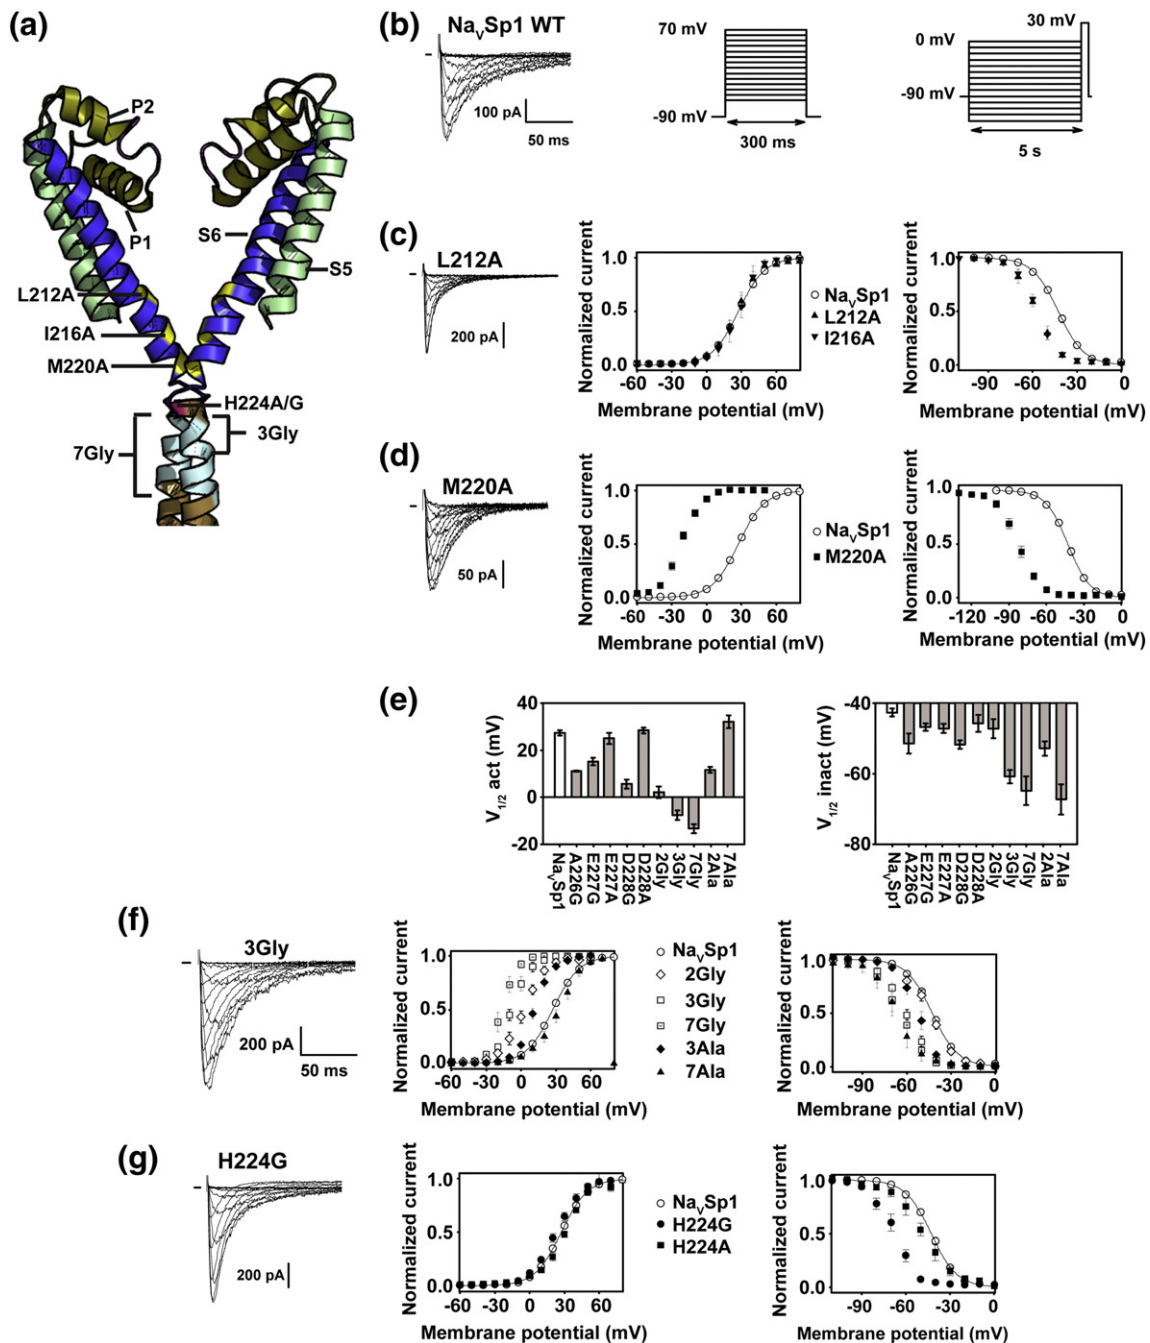 (a)
P2
P1
S6
S5
L212A
I216A
M220A
H224A/G
3Gly
7Gly
(b)
NaVSp1 WT
100 pA
50 ms
70 mV
-90 mV
300 ms
30 mV
0 mV
-90 mV
5 s
(c)
L212A
200 pA
Normalized current
1.0
0.5
0.0
-60 -30 0 30 60
Membrane potential (mV)
NaVSp1
L212A
I216A
Normalized current
1.0
0.5
0.0
-90 -60 -30 0
Membrane potential (mV)
(d)
M220A
50 pA
Normalized current
1.0
0.5
0.0
-60 -30 0 30 60
Membrane potential (mV)
NaVSp1
M220A
Normalized current
1.0
0.5
0.0
-120 -90 -60 -30 0
Membrane potential (mV)
(e)
V1/2 act (mV)
40
20
0
-20
NaVSp1
A226G
E227G
E227A
D228G
D228A
2Gly
3Gly
7Gly
2Ala
7Ala
V1/2 inact (mV)
-40
-60
-80
NaVSp1
A226G
E227G
E227A
D228G
D228A
2Gly
3Gly
7Gly
2Ala
7Ala
(f)
3Gly
200 pA
50 ms
Normalized current
1.0
0.5
0.0
-60 -30 0 30 60
Membrane potential (mV)
NaVSp1
2Gly
3Gly
7Gly
3Ala
7Ala
Normalized current
1.0
0.5
0.0
-90 -60 -30 0
Membrane potential (mV)
(g)
H224G
200 pA
Normalized current
1.0
0.5
0.0
-60 -30 0 30 60
Membrane potential (mV)
NaVSp1
H224G
H224A
Normalized current
1.0
0.5
0.0
-90 -60 -30 0
Membrane potential (mV)